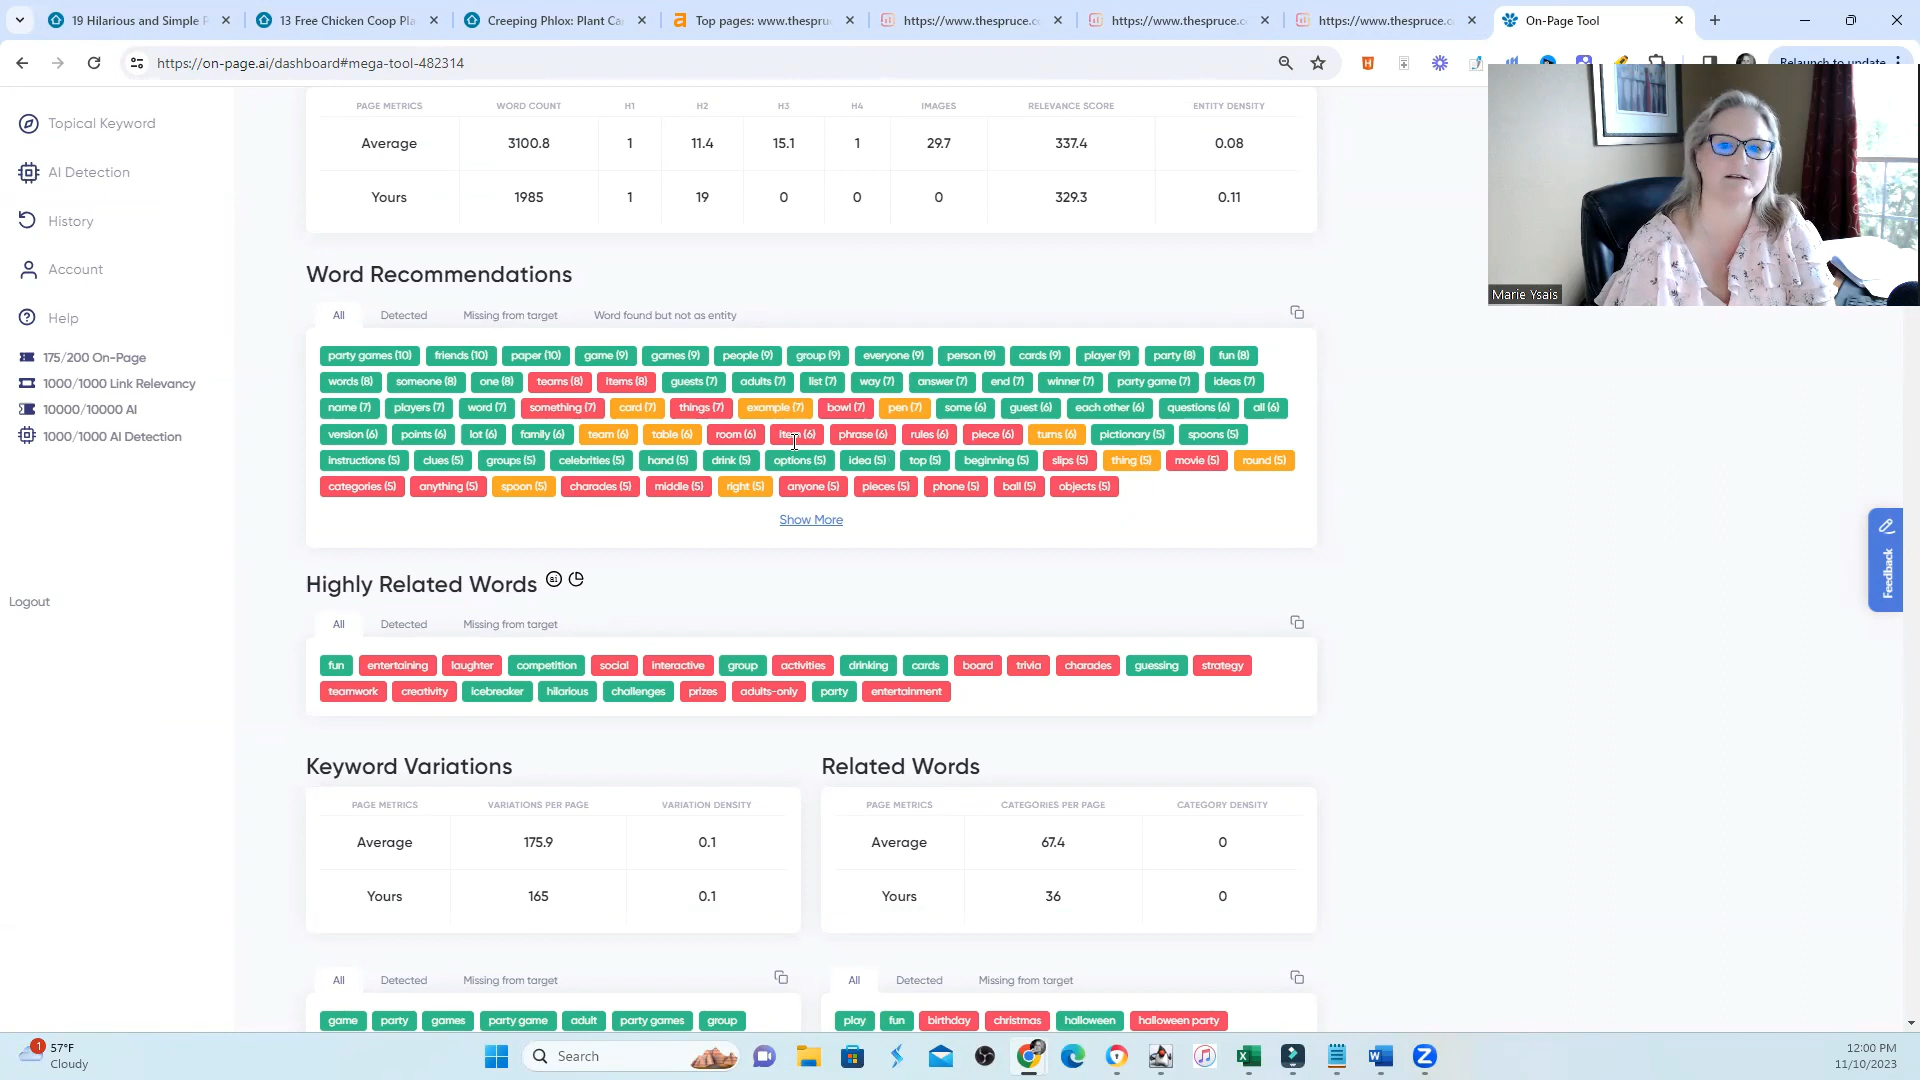 19 Hilarious and Simple P
13 Free Chicken Coop Pla
Creeping Phlox: Plant Ca
Top pages: www.thespru
https://www.thespruce.c
https://www.thespruce.c
https://www.thespruce.c
On-Page Tool
https://on-page.ai/dashboard#mega-tool-482314
Relaunch to update
Topical Keyword
AI Detection
History
Account
Help
175/200 On-Page
1000/1000 Link Relevancy
10000/10000 AI
1000/1000 AI Detection
Logout
PAGE METRICS WORD COUNT H1 H2 H3 H4 IMAGES RELEVANCE SCORE ENTITY DENSITY
Average 3100.8 1 11.4 15.1 1 29.7 337.4 0.08
Yours 1985 1 19 0 0 0 329.3 0.11
Marie Ysais
Word Recommendations
All Detected Missing from target Word found but not as entity
party games (10) friends (10) paper (10) game (9) games (9) people (9) group (9) everyone (9) person (9) cards (9) player (9) party (8) fun (8)
words (8) someone (8) one (8) teams (8) items (8) guests (7) adults (7) list (7) way (7) answer (7) end (7) winner (7) party game (7) ideas (7)
name (7) players (7) word (7) something (7) card (7) things (7) example (7) bowl (7) pen (7) some (6) guest (6) each other (6) questions (6) all (6)
version (6) points (6) lot (6) family (6) team (6) table (6) room (6) item (6) phrase (6) rules (6) piece (6) turns (6) pictionary (5) spoons (5)
instructions (5) clues (5) groups (5) celebrities (5) hand (5) drink (5) options (5) idea (5) top (5) beginning (5) slips (5) thing (5) movie (5) round (5)
categories (5) anything (5) spoon (5) charades (5) middle (5) right (5) anyone (5) pieces (5) phone (5) ball (5) objects (5)
Show More
Feedback
Highly Related Words ai
All Detected Missing from target
fun entertaining laughter competition social interactive group activities drinking cards board trivia charades guessing strategy
teamwork creativity icebreaker hilarious challenges prizes adults-only party entertainment
Keyword Variations
PAGE METRICS VARIATIONS PER PAGE VARIATION DENSITY
Average 175.9 0.1
Yours 165 0.1
All Detected Missing from target
game party games party game adult party games group
Related Words
PAGE METRICS CATEGORIES PER PAGE CATEGORY DENSITY
Average 67.4 0
Yours 36 0
All Detected Missing from target
play fun birthday christmas halloween halloween party
1
57°F
Cloudy
Search
12:00 PM
11/10/2023